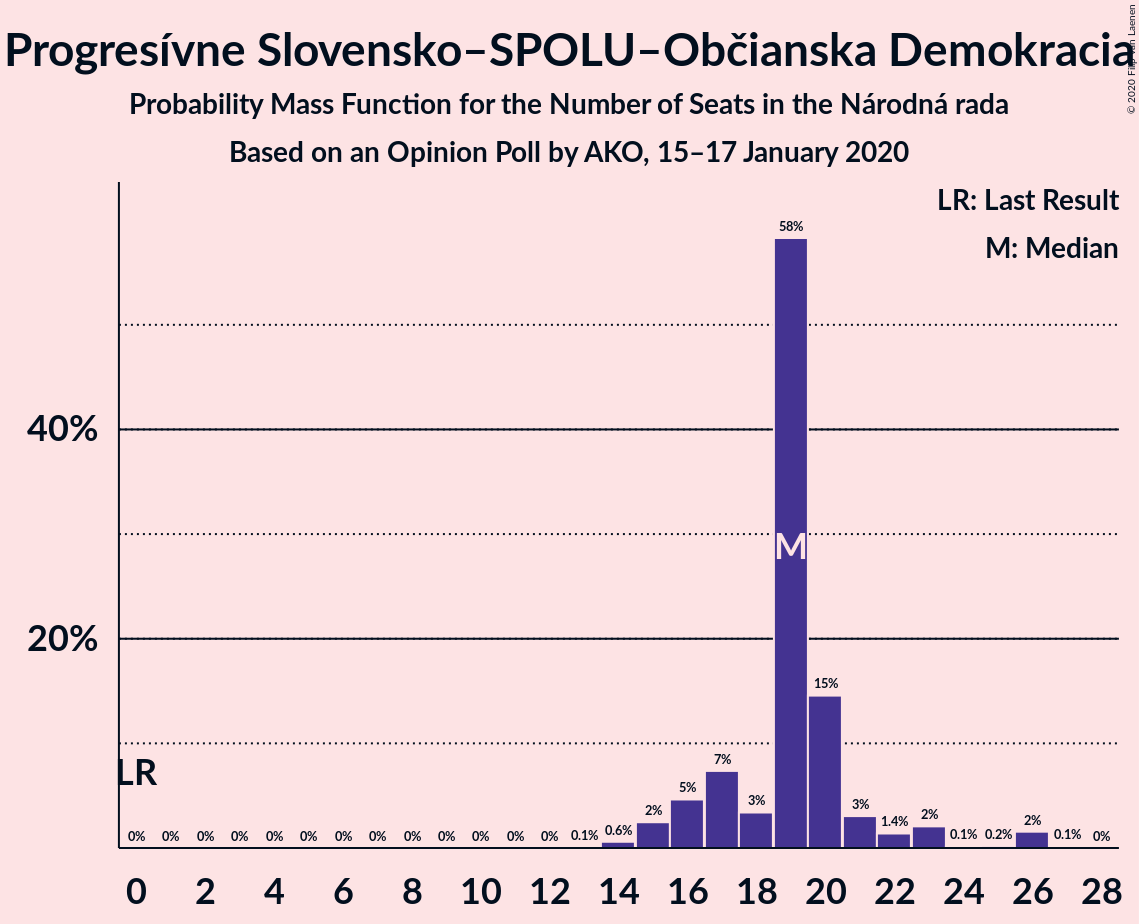 Progresívne Slovensko–SPOLU–Občianska Demokracia
Probability Mass Function for the Number of Seats in the Národná rada
Based on an Opinion Poll by AKO, 15–17 January 2020
© 2020 Filip van Laenen
LR: Last Result
M: Median
58%
40%
M
20%
15%
LR
7%
5%
3%
2%
3%
2%
2%
1.4%
0% 0% 0% 0% 0% 0% 0% 0% 0% 0% 0% 0% 0% 0.1% 0.6% 0.1% 0.2% 0.1% 0%
0 2 4 6 8 10 12 14 16 18 20 22 24 26 28